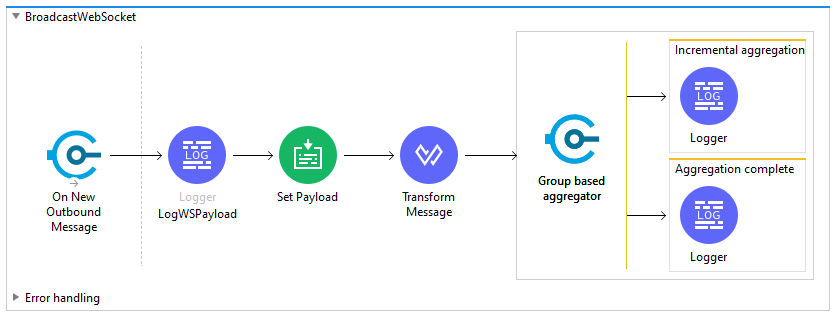 BroadcastWebSocket
On New
Outbound
Message
LOG
Logger
LogWSPayload
Set Payload
Transform
Message
Group based
aggregator
Incremental aggregation
LOG
Logger
Aggregation complete
LOG
Logger
Error handling